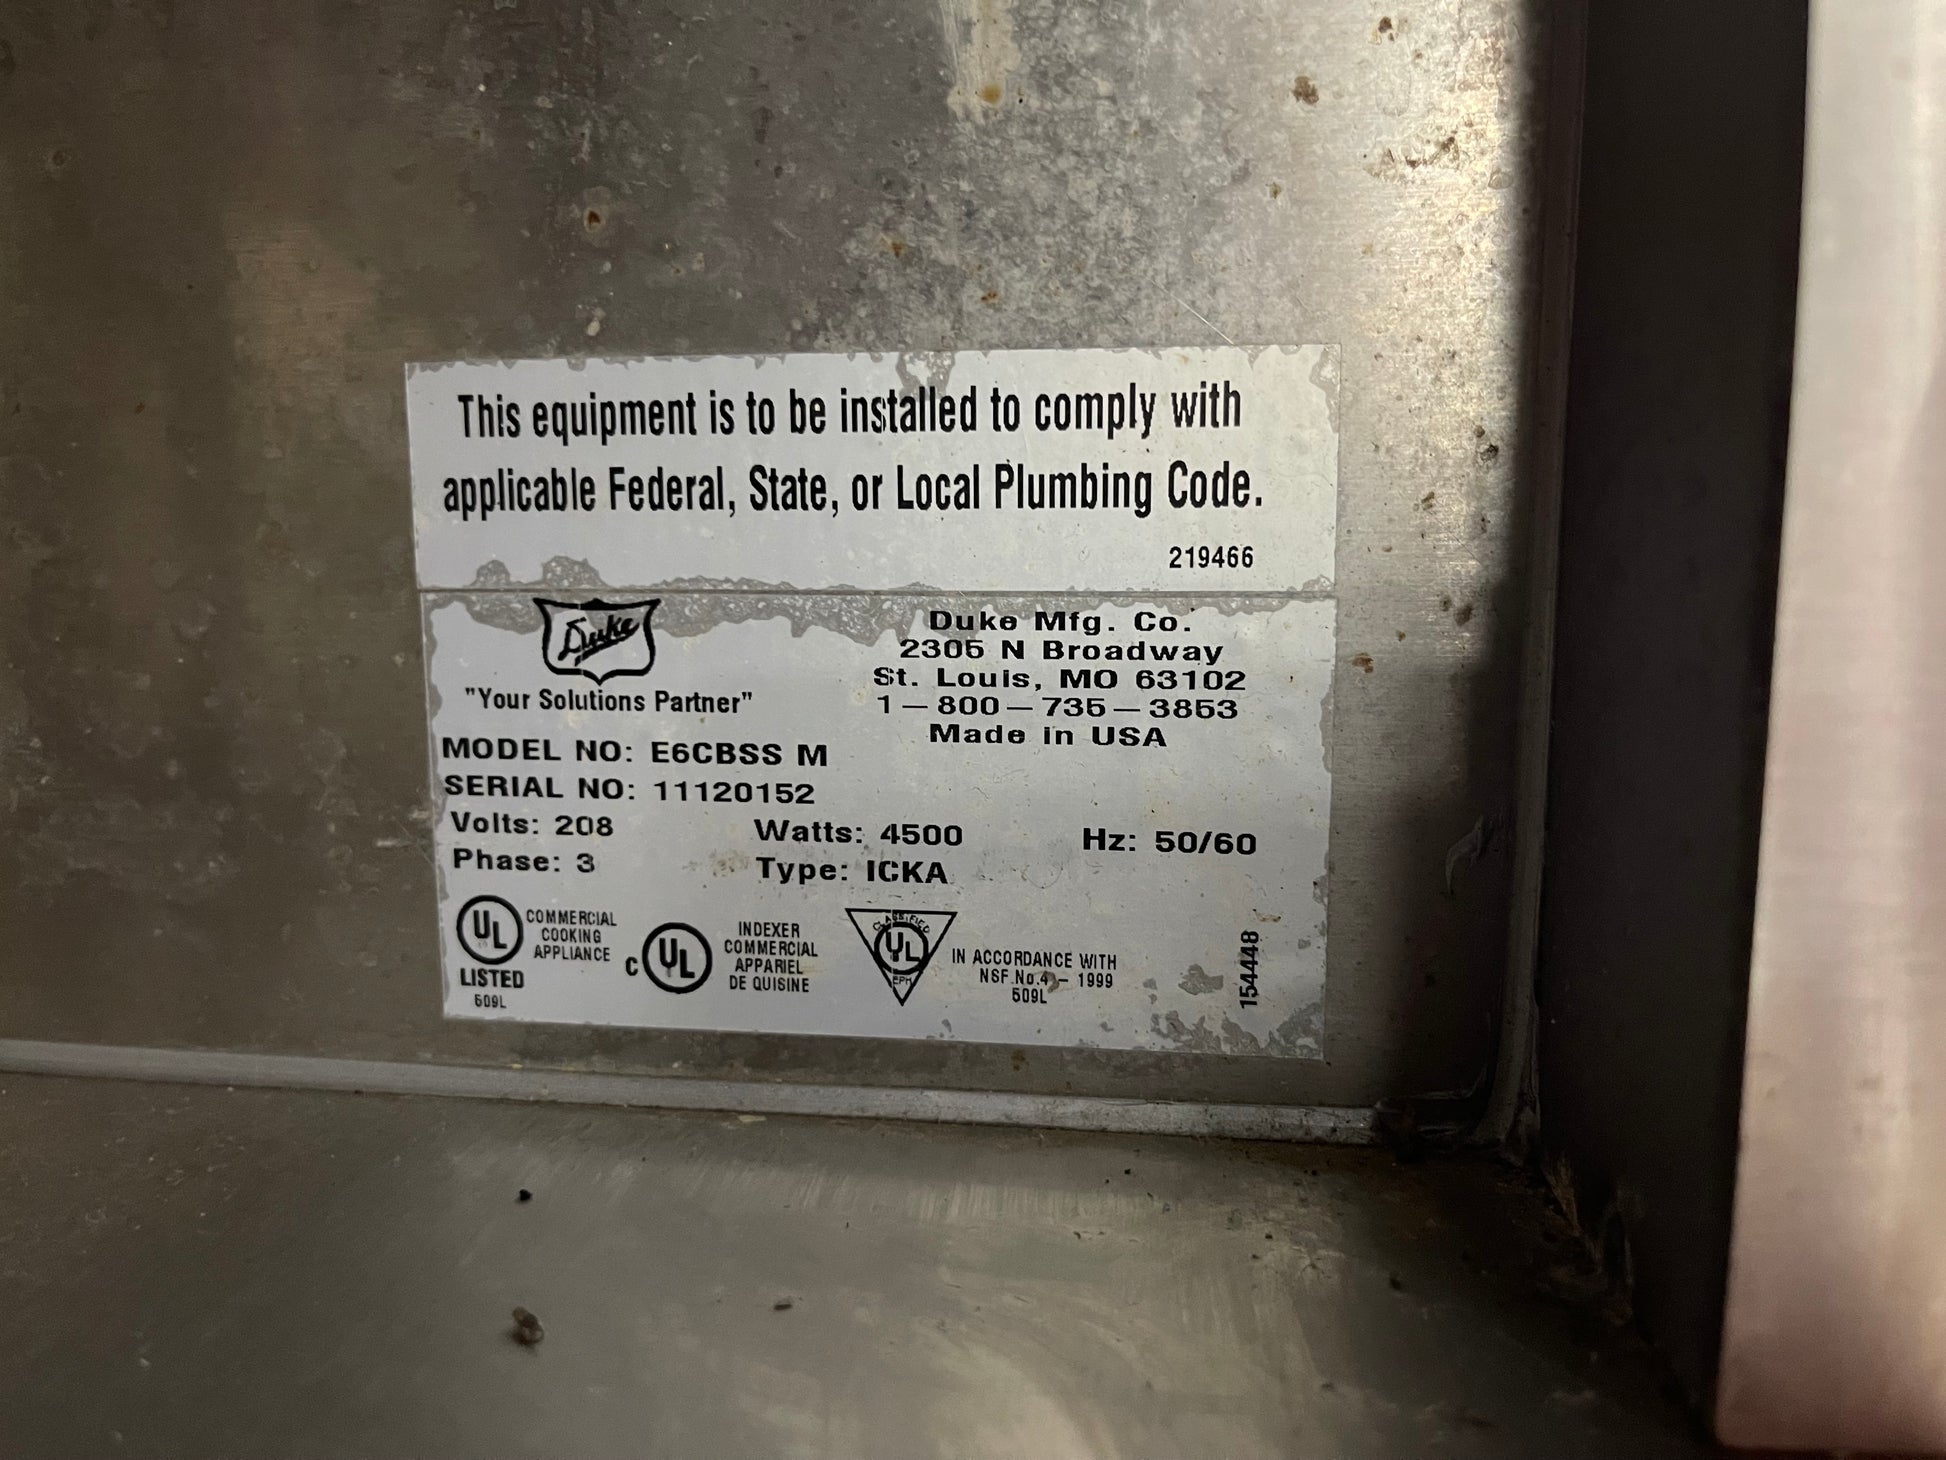 This equipment is to be installed to comply with
applicable Federal, State, or Local Plumbing Code.
219466
Duke
"Your Solutions Partner"
Duke Mfg. Co.
2305 N Broadway
St. Louis, MO 63102
1-800-735-3853
Made in USA
MODEL NO: E6CBSS M
SERIAL NO: 11120152
Volts: 208 Watts: 4500 Hz: 50/60
Phase: 3 Type: ICKA
UL
LISTED
COMMERCIAL
COOKING
APPLIANCE
509L
C UL
INDEXER
COMMERCIAL
APPARIEL
DE QUISINE
CLASSIFIED
UL
EPH
IN ACCORDANCE WITH
NSF No.4 - 1999
509L
154448